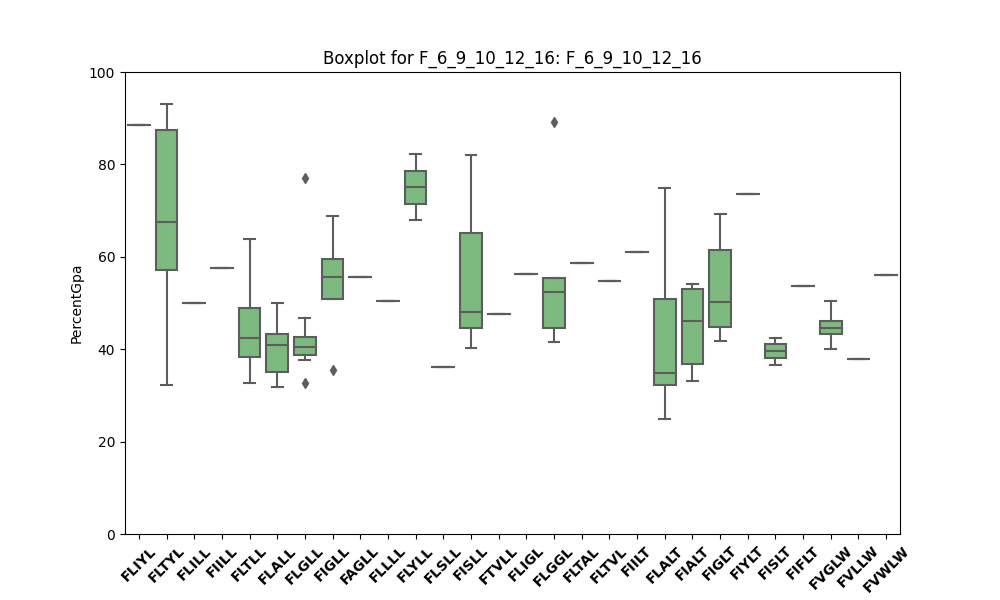 Boxplot for F_6_9_10_12_16: F_6_9_10_12_16
100
80
60
40
20
0
PercentGpa
FLIYL
FLTYL
FLILL
FIILL
FLTLL
FLALL
FLGLL
FIGLL
FAGLL
FLLLL
FLYLL
FLSLL
FISLL
FTVLL
FLIGL
FLGGL
FLTAL
FLTVL
FIILT
FLALT
FIALT
FIGLT
FIYLT
FISLT
FIFLT
FVGLW
FVLLW
FVWLW